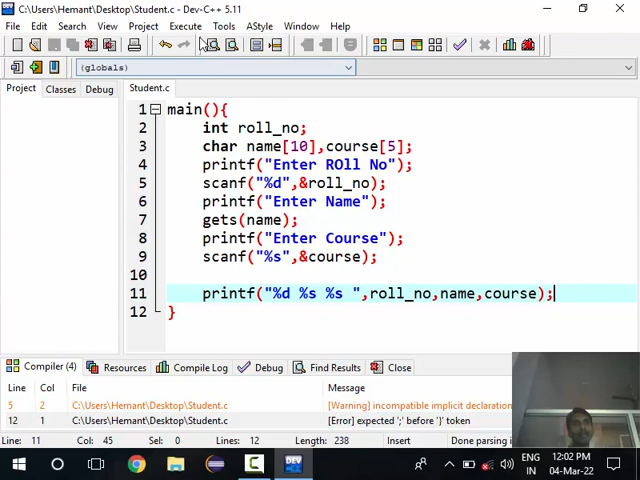 C:\Users\Hemant\Desktop\Student.c - Dev-C++ 5.11
File Edit Search View Project Execute Tools AStyle Window Help
(globals)
Project Classes Debug Student.c
1 main(){
2 int roll_no;
3 char name[10],course[5];
4 printf("Enter ROll No");
5 scanf("%d",&roll_no);
6 printf("Enter Name");
7 gets(name);
8 printf("Enter Course");
9 scanf("%s",&course);
10
11 printf("%d %s %s ",roll_no,name,course);
12 }
Compiler (4) Resources Compile Log Debug Find Results Close
Line Col File Message
5 2 C:\Users\Hemant\Desktop\Student.c [Warning] incompatible implicit declaration
12 1 C:\Users\Hemant\Desktop\Student.c [Error] expected ';' before '}' token
Line: 11 Col: 45 Sel: 0 Lines: 12 Length: 238 Insert Done parsing in
DEV
ENG
IN
12:02 PM
04-Mar-22